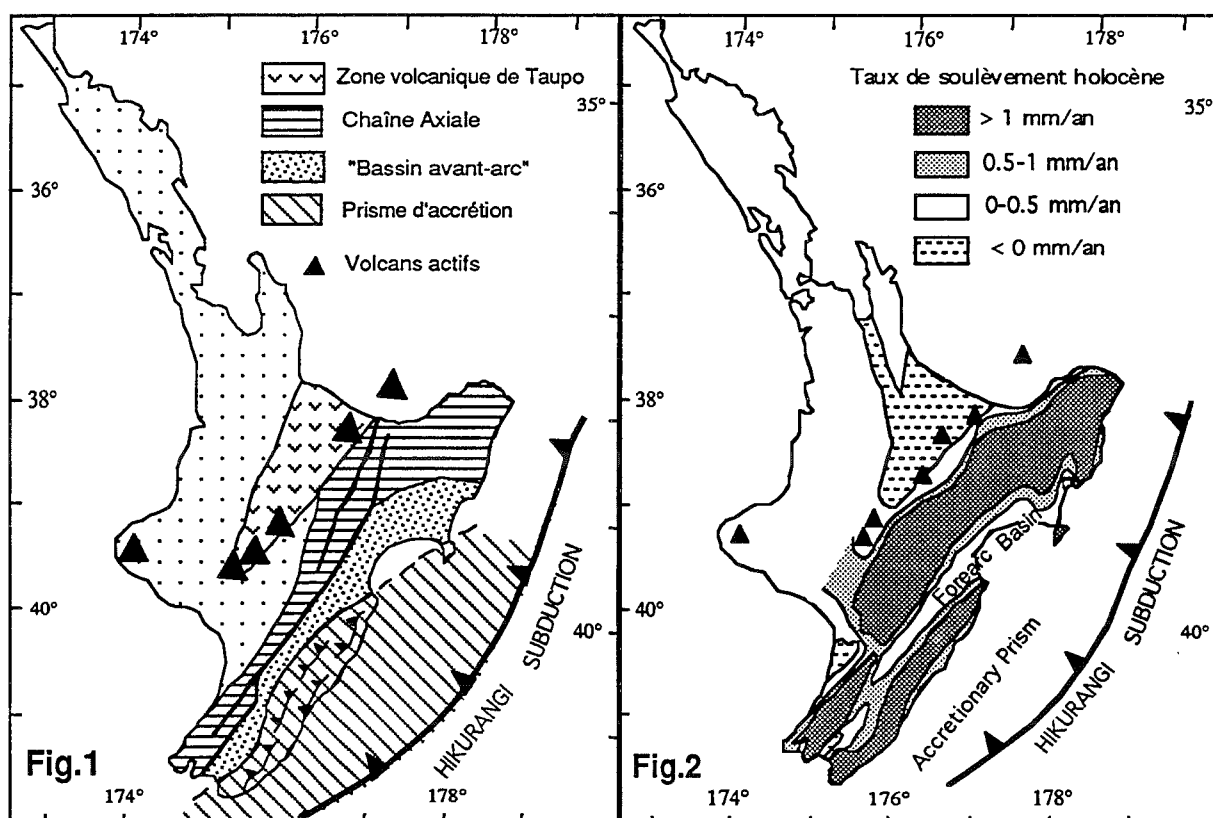 174°
176°
178°
Zone volcanique de Taupo
Chaîne Axiale
"Bassin avant-arc"
Prisme d'accrétion
Volcans actifs
35°
36°
38°
40°
40°
HIKURANGI SUBDUCTION
Fig.1
174°
178°
174°
176°
178°
Taux de soulèvement holocène
> 1 mm/an
0.5-1 mm/an
0-0.5 mm/an
< 0 mm/an
35°
36°
38°
40°
40°
Forearc Basin
Accretionary Prism
HIKURANGI SUBDUCTION
Fig.2
174°
176°
178°